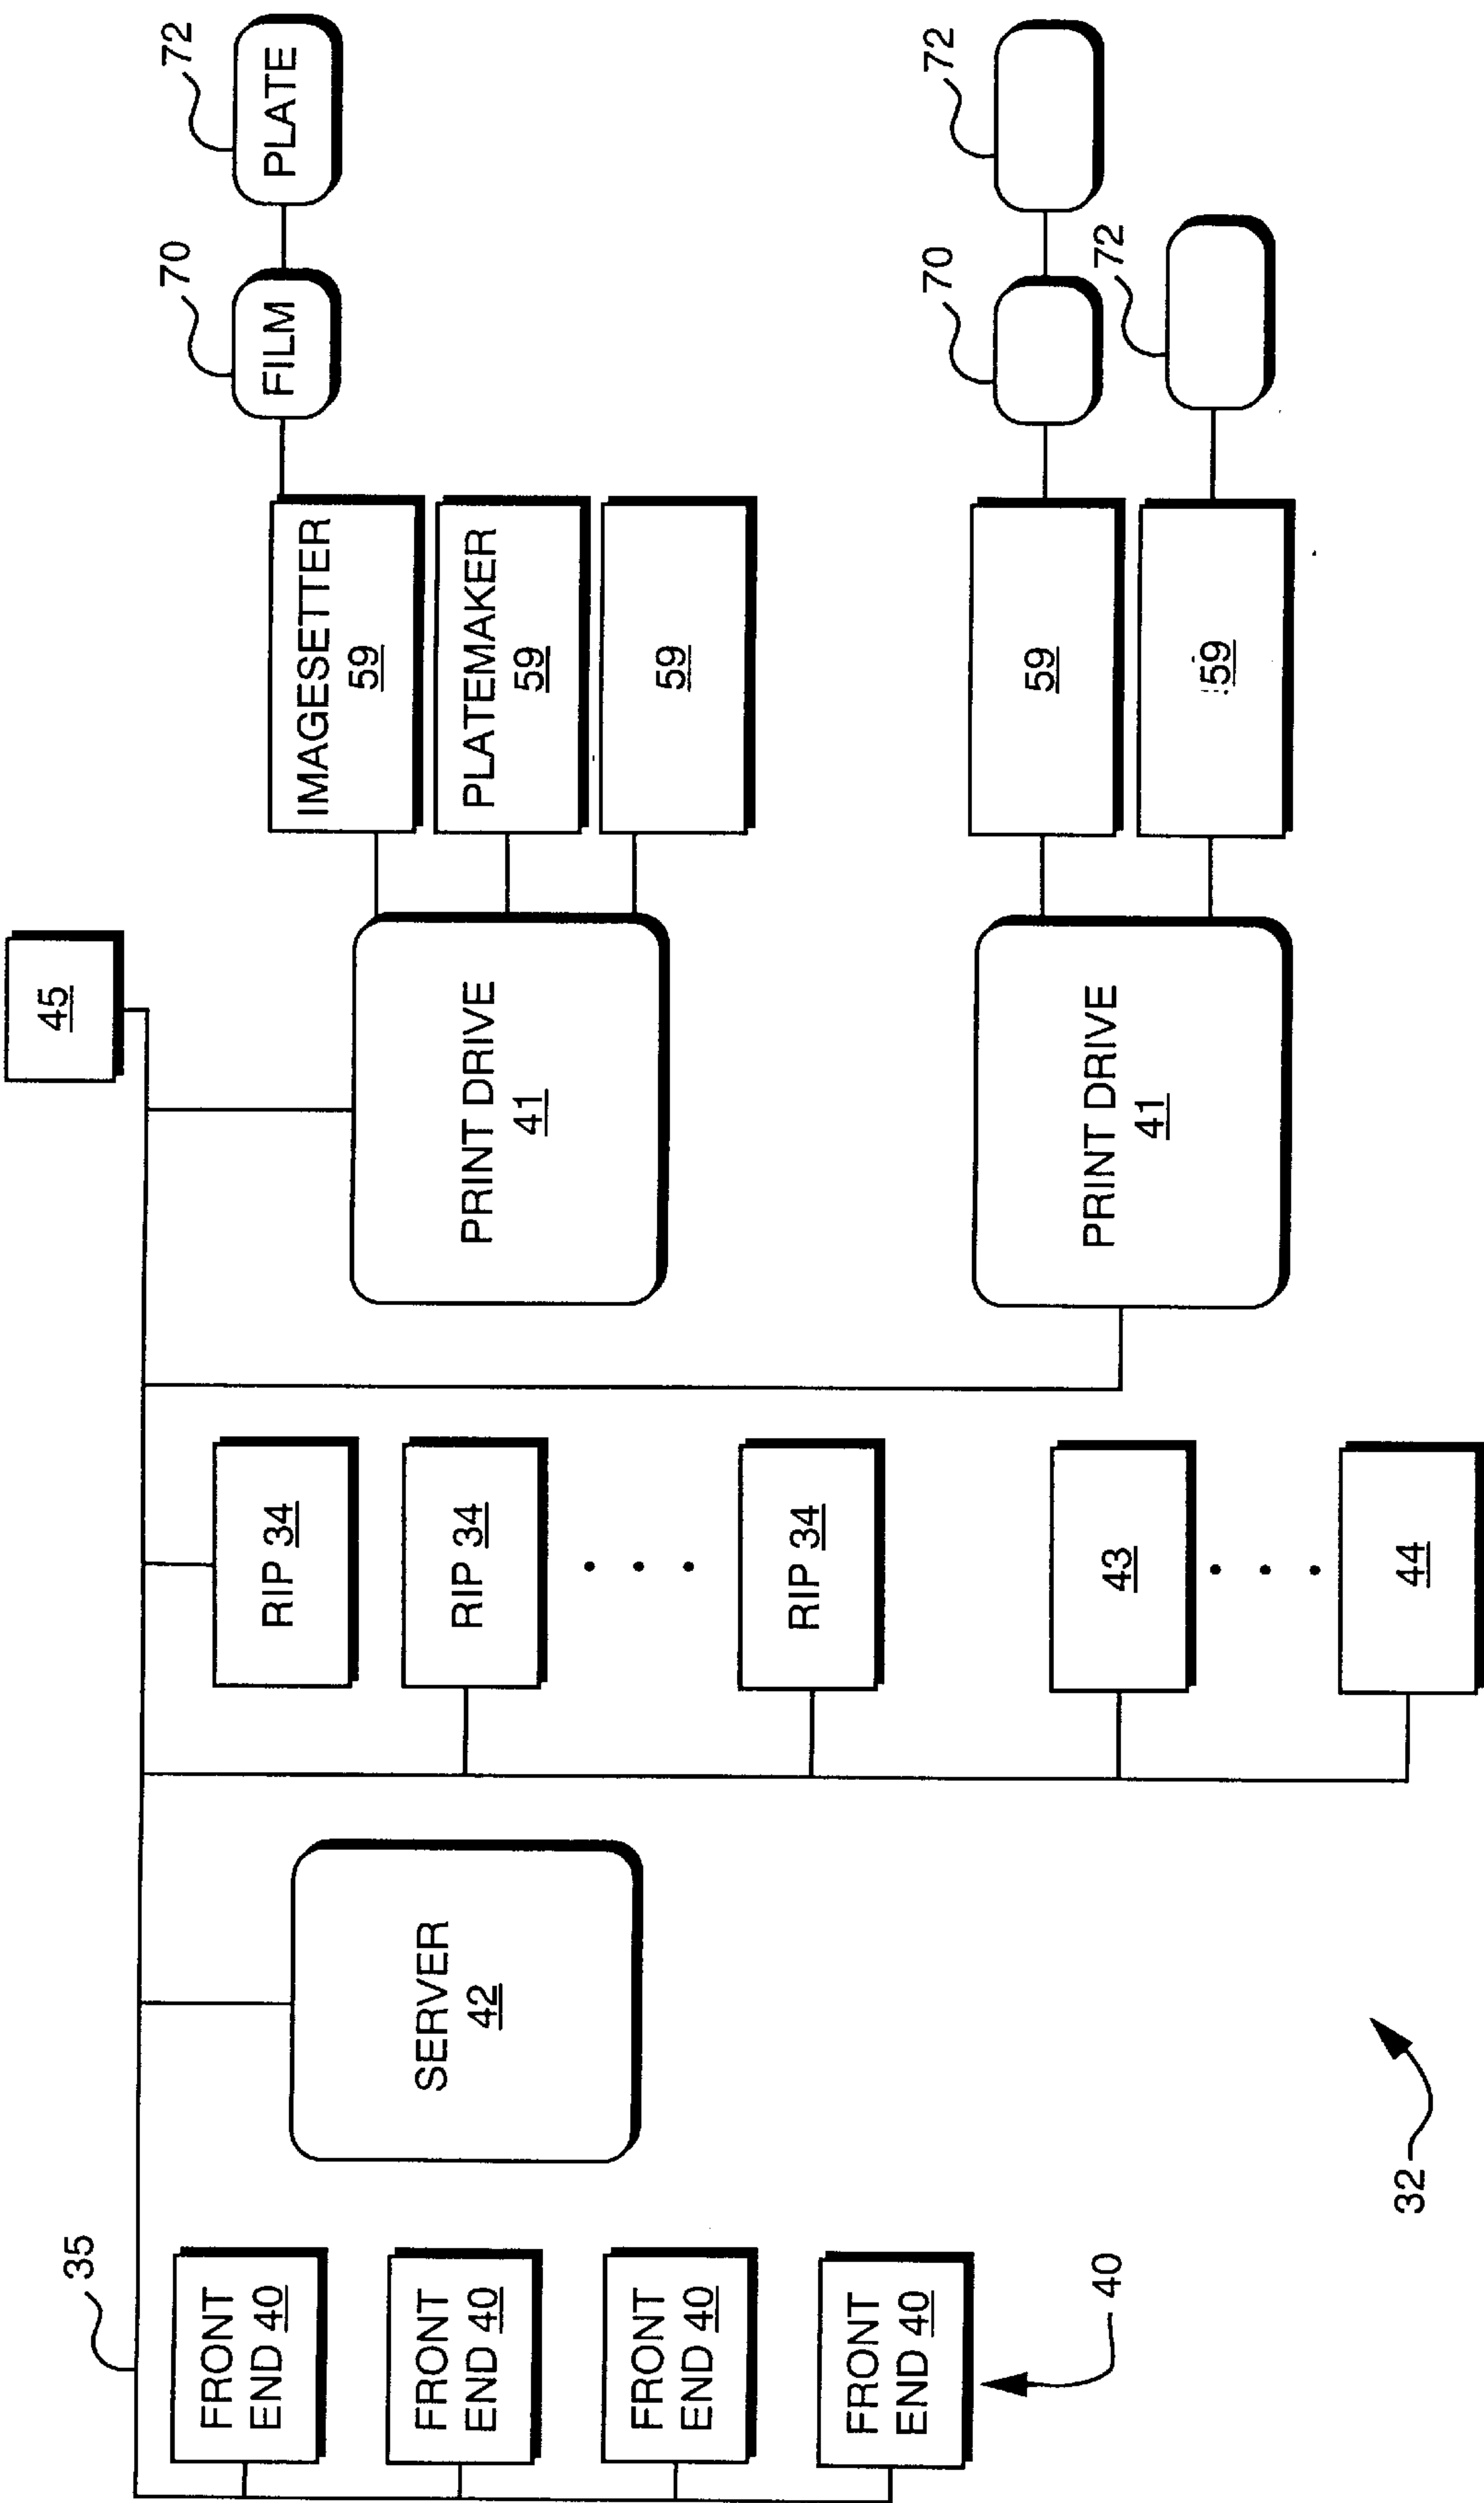 35
FRONT
END 40
FRONT
END 40
FRONT
END 40
FRONT
END 40
40
SERVER
42
32
RIP 34
RIP 34
RIP 34
43
44
45
PRINT DRIVE
41
PRINT DRIVE
41
IMAGESETTER
59
PLATEMAKER
59
59
59
59
70
FILM
72
PLATE
70
72
72